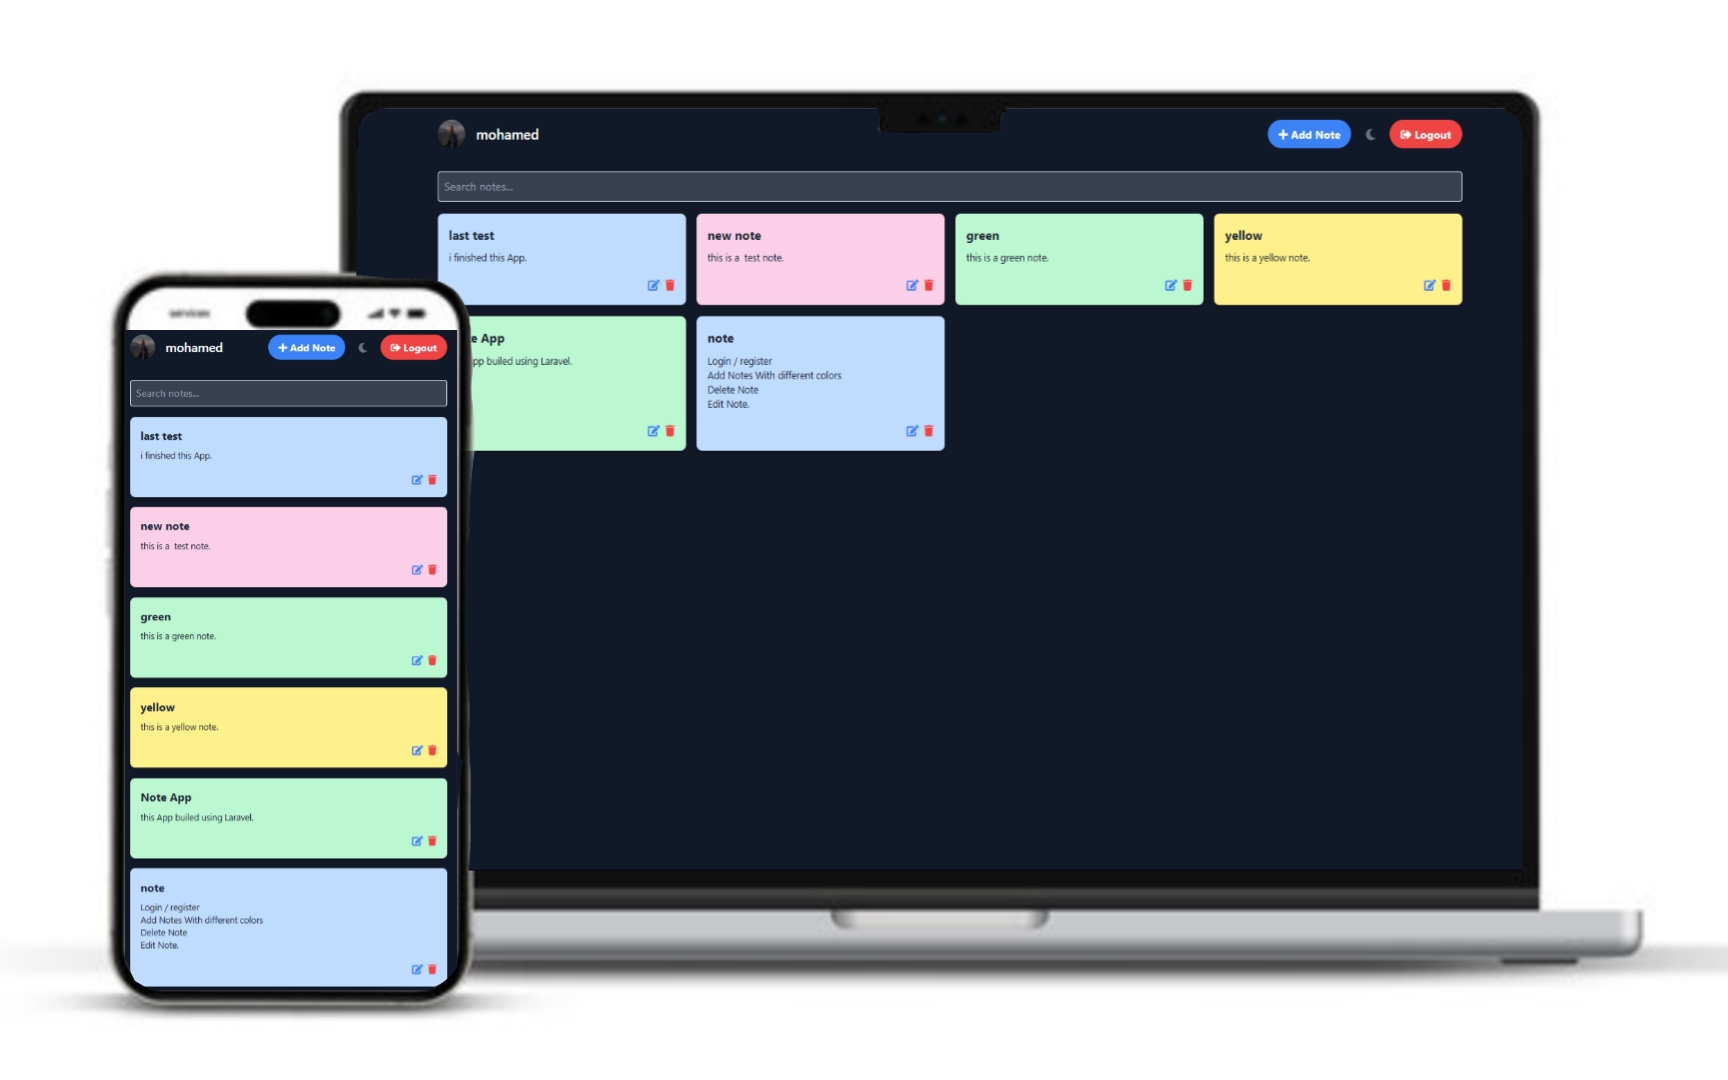 mohamed
Add Note
Logout
Search notes...
last test
i finished this App.
new note
this is a test note.
green
this is a green note.
yellow
this is a yellow note.
e App
pp builed using Laravel.
note
Login / register
Add Notes With different colors
Delete Note
Edit Note.
services
mohamed
Add Note
Logout
Search notes...
last test
i finished this App.
new note
this is a test note.
green
this is a green note.
yellow
this is a yellow note.
Note App
this App builed using Laravel.
note
Login / register
Add Notes With different colors
Delete Note
Edit Note.